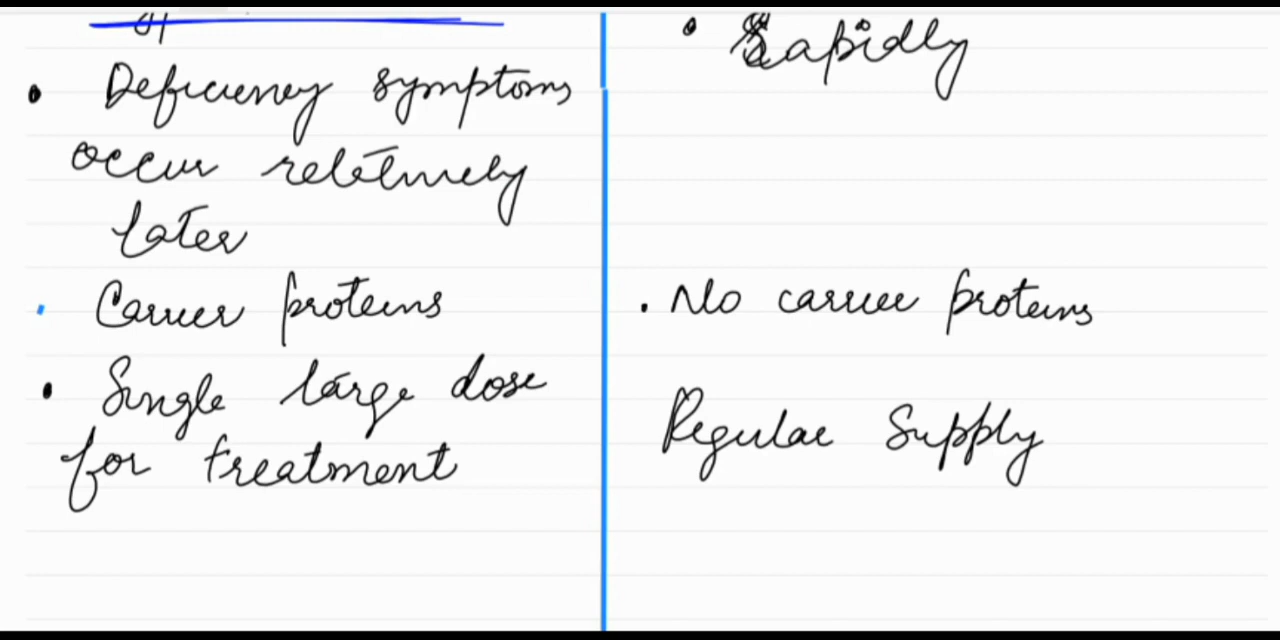 • Rapidly
• Deficiency symptoms
occur relatively
later
• Carrier proteins
. No carrier proteins
• Single large dose
for treatment
Regular Supply